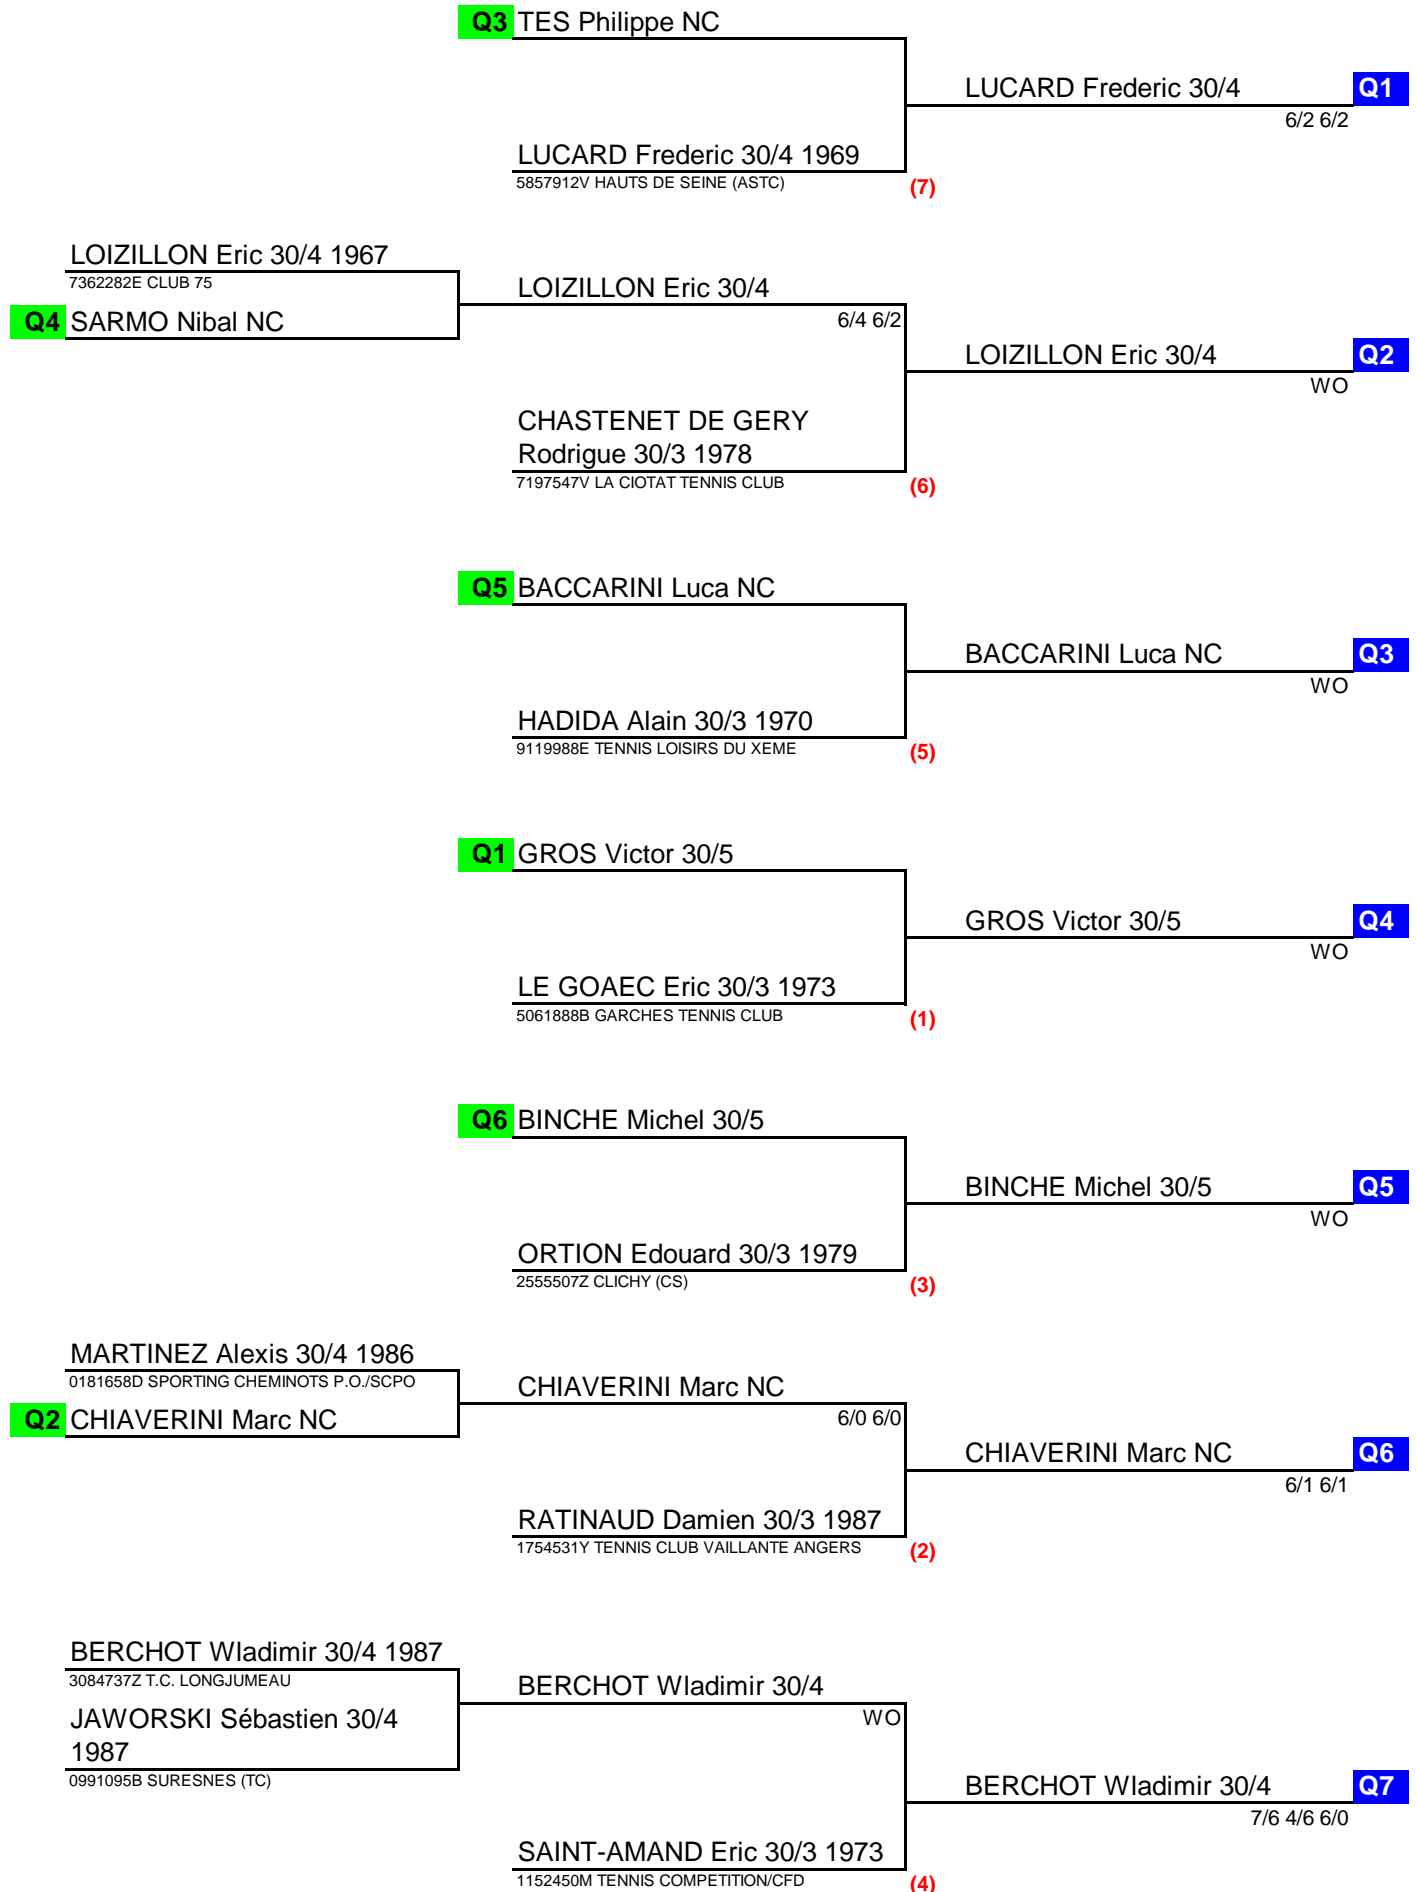 Q3 TES Philippe NC
LUCARD Frederic 30/4 Q1
6/2 6/2
LUCARD Frederic 30/4 1969
5857912V HAUTS DE SEINE (ASTC)
(7)
LOIZILLON Eric 30/4 1967
7362282E CLUB 75
LOIZILLON Eric 30/4
Q4 SARMO Nibal NC
6/4 6/2
LOIZILLON Eric 30/4 Q2
WO
CHASTENET DE GERY
Rodrigue 30/3 1978
7197547V LA CIOTAT TENNIS CLUB
(6)
Q5 BACCARINI Luca NC
BACCARINI Luca NC Q3
WO
HADIDA Alain 30/3 1970
9119988E TENNIS LOISIRS DU XEME
(5)
Q1 GROS Victor 30/5
GROS Victor 30/5 Q4
WO
LE GOAEC Eric 30/3 1973
5061888B GARCHES TENNIS CLUB
(1)
Q6 BINCHE Michel 30/5
BINCHE Michel 30/5 Q5
WO
ORTION Edouard 30/3 1979
2555507Z CLICHY (CS)
(3)
MARTINEZ Alexis 30/4 1986
0181658D SPORTING CHEMINOTS P.O./SCPO
CHIAVERINI Marc NC
Q2 CHIAVERINI Marc NC
6/0 6/0
CHIAVERINI Marc NC Q6
6/1 6/1
RATINAUD Damien 30/3 1987
1754531Y TENNIS CLUB VAILLANTE ANGERS
(2)
BERCHOT Wladimir 30/4 1987
3084737Z T.C. LONGJUMEAU
BERCHOT Wladimir 30/4
WO
JAWORSKI Sébastien 30/4
1987
0991095B SURESNES (TC)
BERCHOT Wladimir 30/4 Q7
7/6 4/6 6/0
SAINT-AMAND Eric 30/3 1973
1152450M TENNIS COMPETITION/CFD
(4)